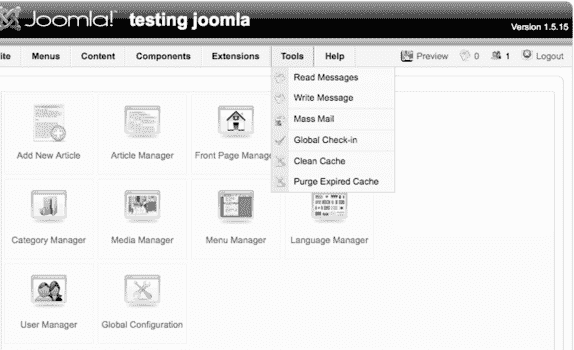 Joomla!® testing joomla
Version 1.5.15
ite Menus Content Components Extensions Tools Help Preview 0 1 Logout
Read Messages
Write Message
Mass Mail
Global Check-in
Clean Cache
Purge Expired Cache
Add New Article Article Manager Front Page Manage
Category Manager Media Manager Menu Manager Language Manager
User Manager Global Configuration